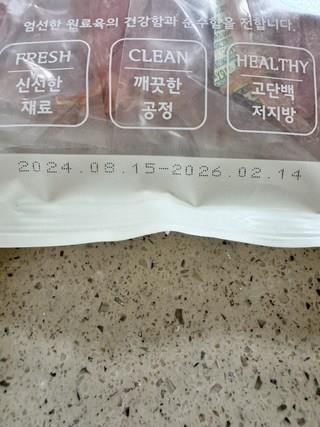 엄선한 원료육의 건강함과 순수함을 전합니다.
FRESH
신선한
재료
CLEAN
깨끗한
공정
HEALTHY
고단백
저지방
2024.08.15-2026.02.14